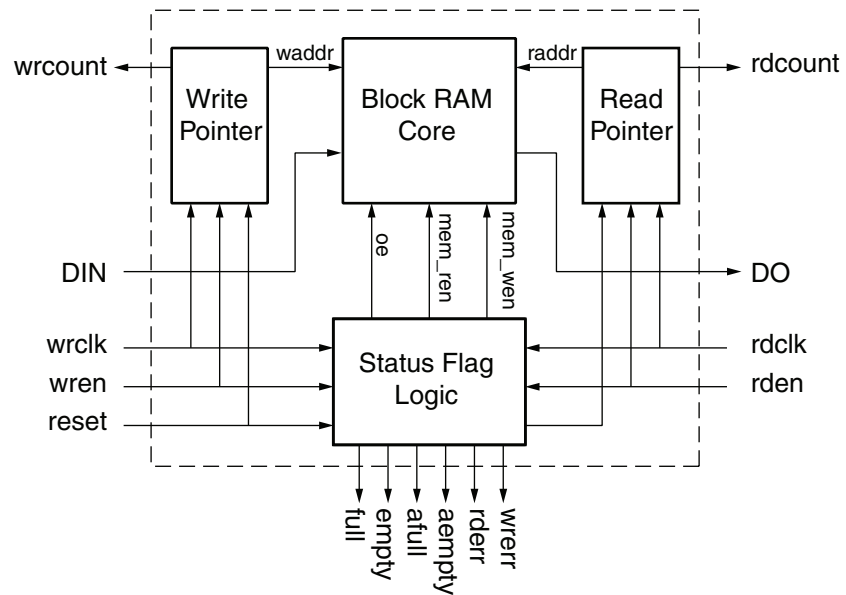 wrcount
waddr
raddr
rdcount
Write
Pointer
Block RAM
Core
Read
Pointer
oe
mem_ren
mem_wen
DIN
DO
wrclk
wren
reset
Status Flag
Logic
rdclk
rden
full
empty
afull
aempty
rderr
wrerr